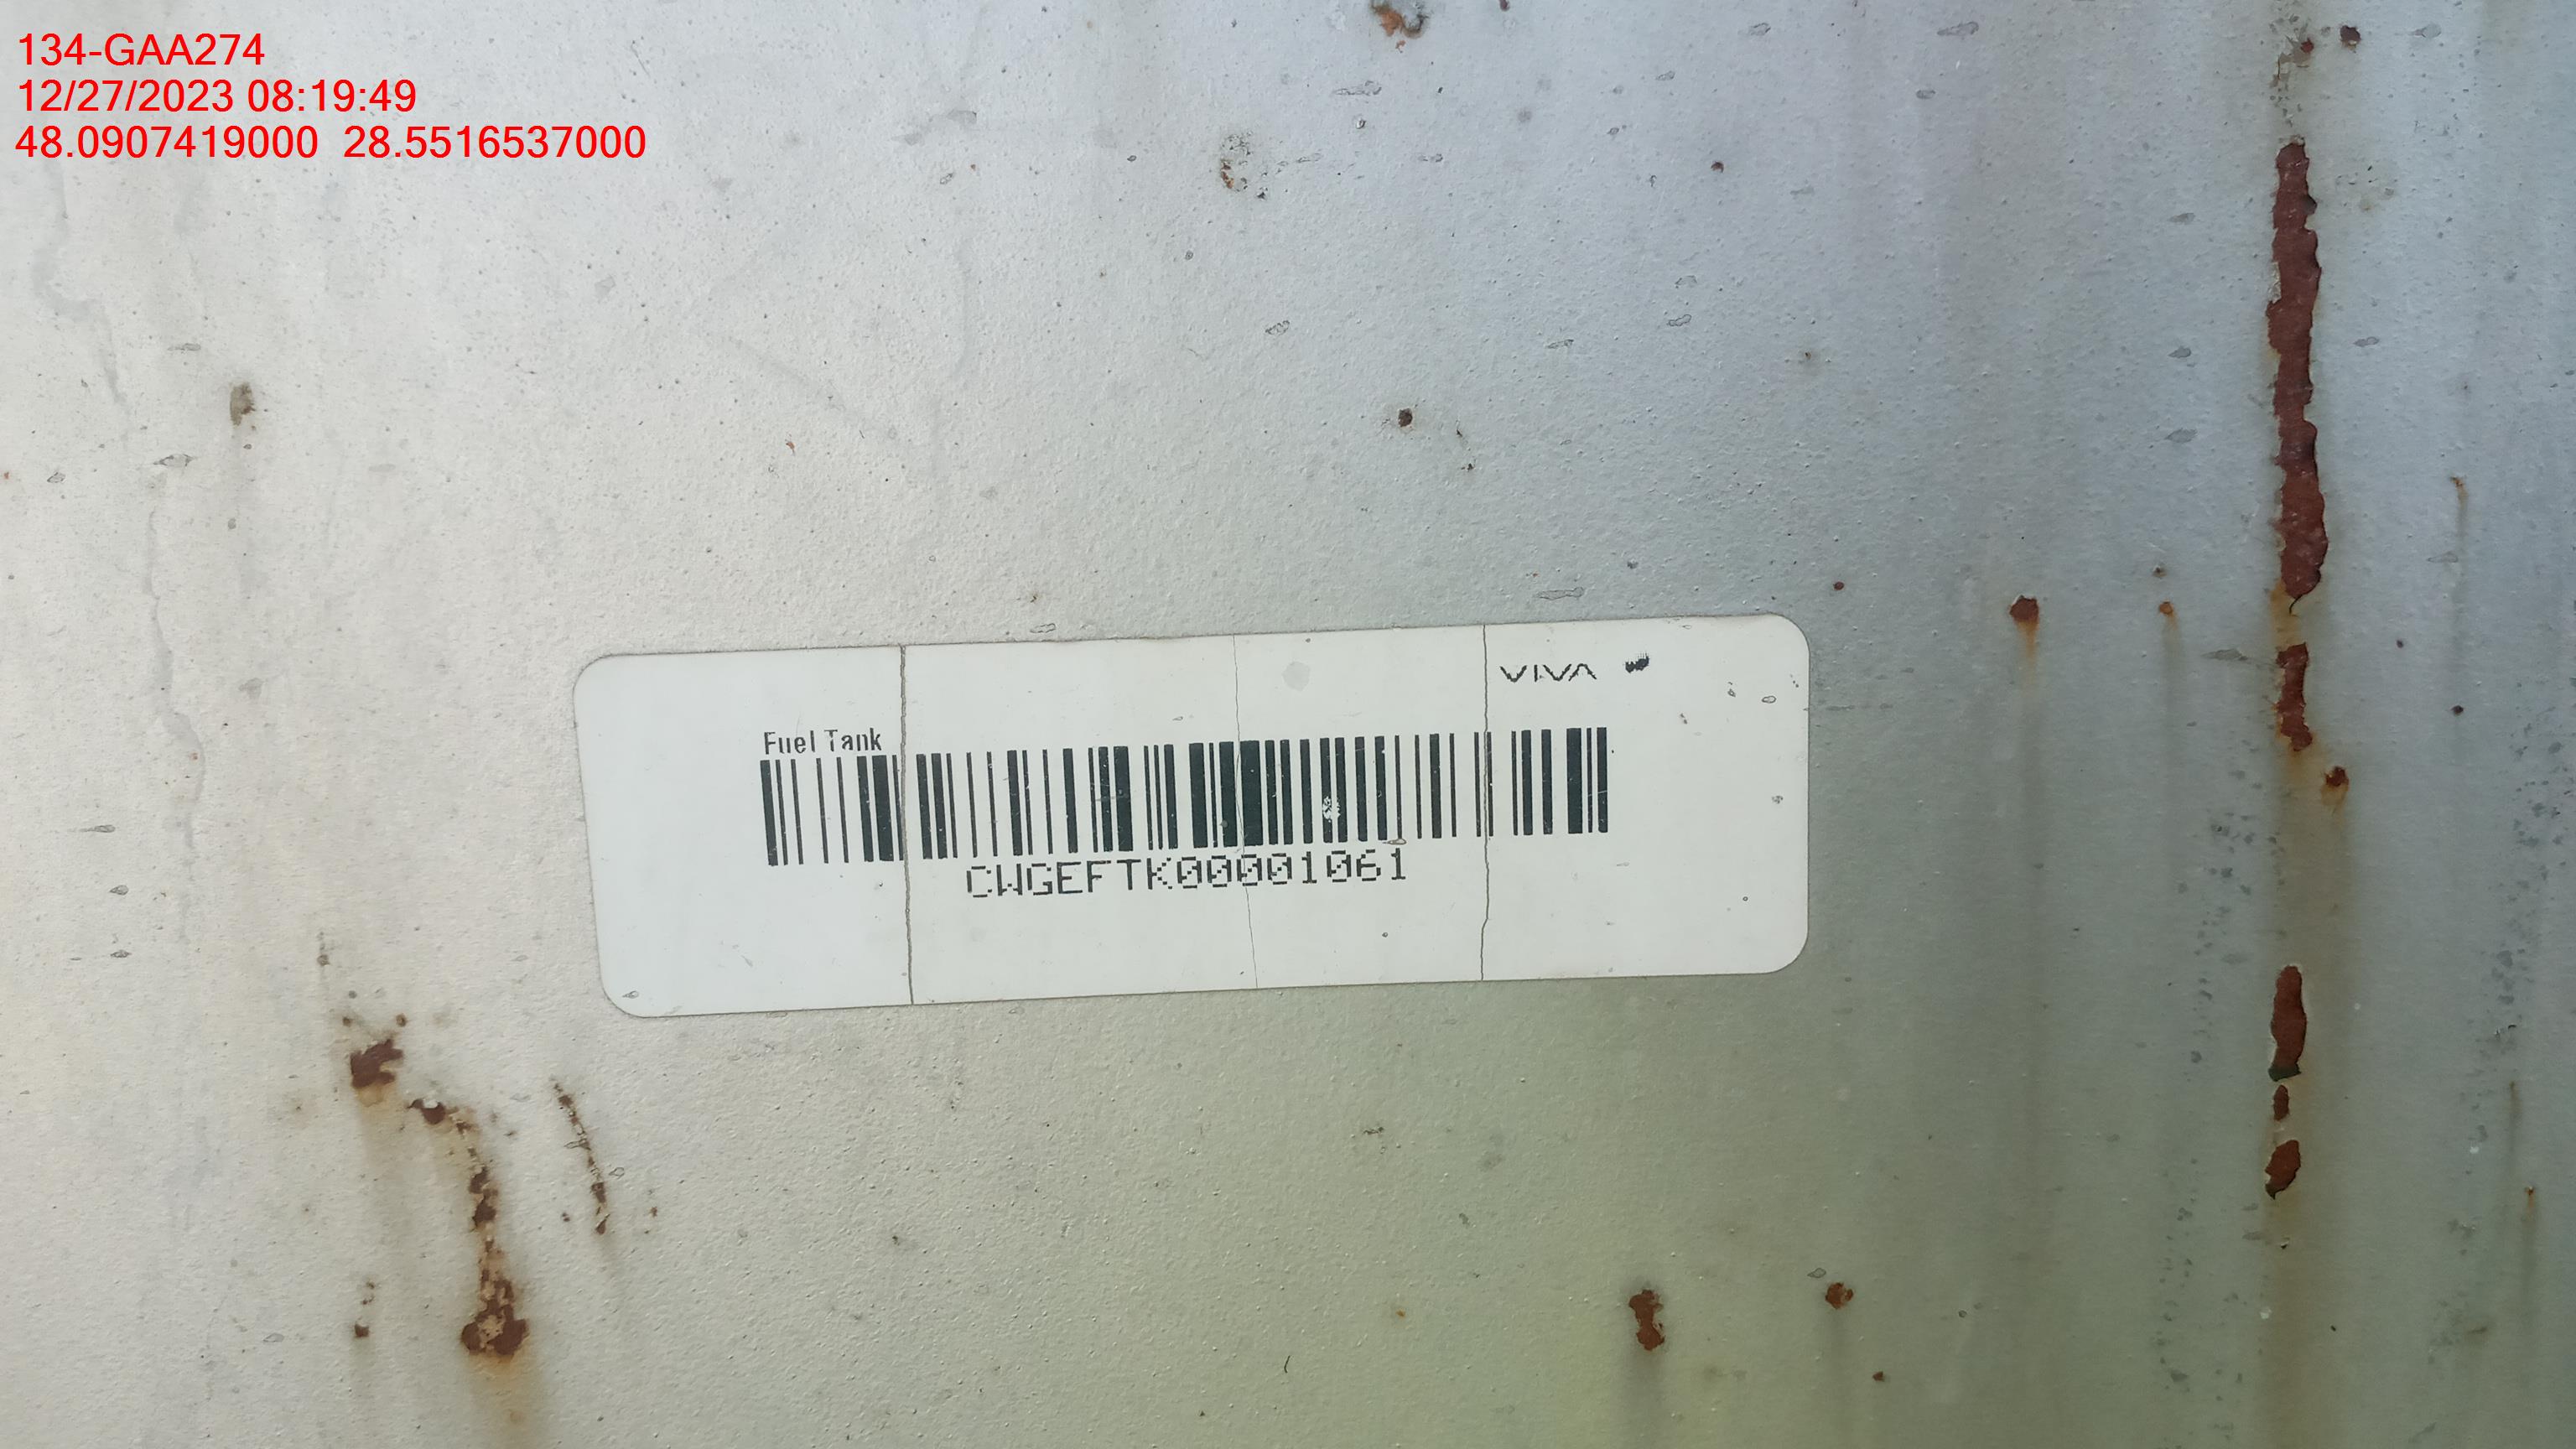 134-GAA274
12/27/2023 08:19:49
48.0907419000 28.5516537000
VIVA
Fuel Tank
CWGEFTK00001061